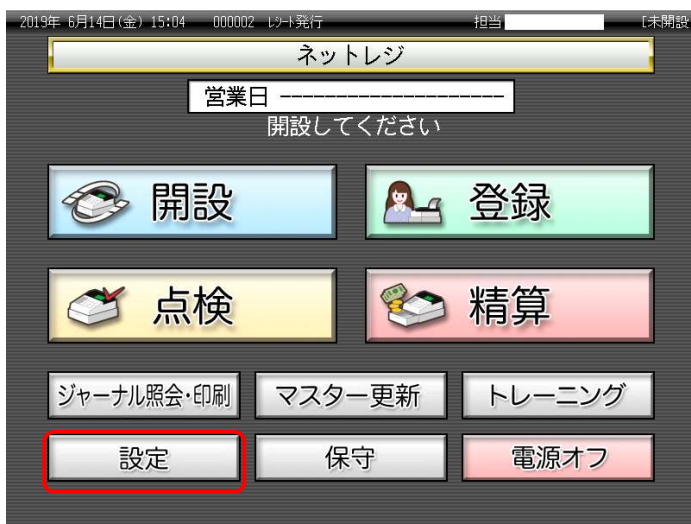 2019年 6月14日(金) 15:04 000002 ﾚｼｰﾄ発行 担当 [未開設
ネットレジ
営業日 --------------------
開設してください
開設 登録
点検 精算
ジャーナル照会・印刷 マスター更新 トレーニング
設定 保守 電源オフ